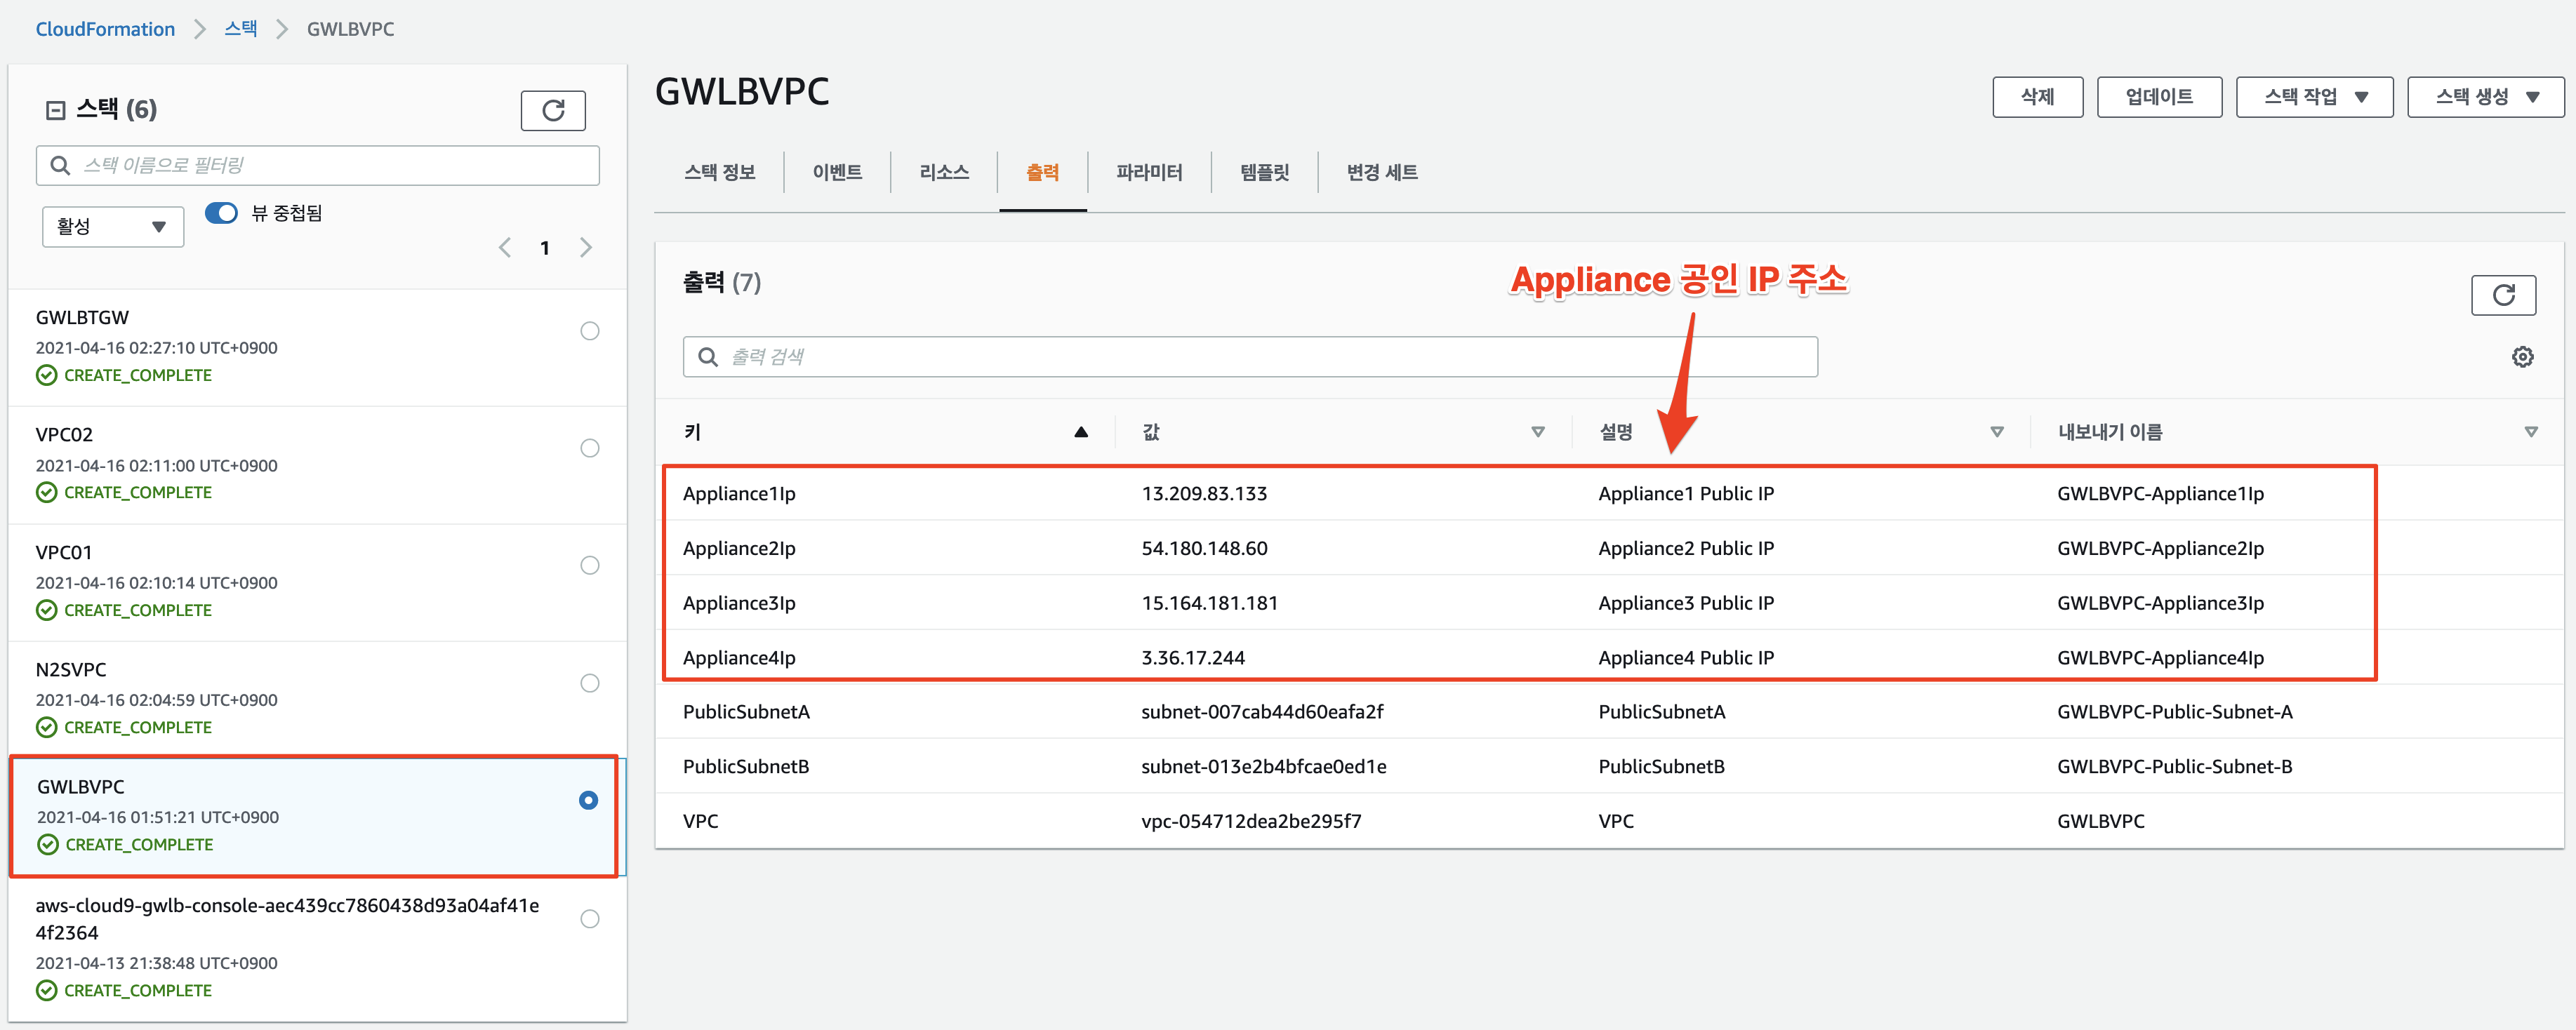 CloudFormation > 스택 > GWLBVPC
스택 (6)
스택 이름으로 필터링
활성
뷰 중첩됨
1
GWLBTGW
2021-04-16 02:27:10 UTC+0900
CREATE_COMPLETE
VPC02
2021-04-16 02:11:00 UTC+0900
CREATE_COMPLETE
VPC01
2021-04-16 02:10:14 UTC+0900
CREATE_COMPLETE
N2SVPC
2021-04-16 02:04:59 UTC+0900
CREATE_COMPLETE
GWLBVPC
2021-04-16 01:51:21 UTC+0900
CREATE_COMPLETE
aws-cloud9-gwlb-console-aec439cc7860438d93a04af41e
4f2364
2021-04-13 21:38:48 UTC+0900
CREATE_COMPLETE
GWLBVPC
삭제 업데이트 스택 작업 스택 생성
스택 정보 이벤트 리소스 출력 파라미터 템플릿 변경 세트
출력 (7)
Appliance 공인 IP 주소
출력 검색
키 값 설명 내보내기 이름
Appliance1Ip 13.209.83.133 Appliance1 Public IP GWLBVPC-Appliance1Ip
Appliance2Ip 54.180.148.60 Appliance2 Public IP GWLBVPC-Appliance2Ip
Appliance3Ip 15.164.181.181 Appliance3 Public IP GWLBVPC-Appliance3Ip
Appliance4Ip 3.36.17.244 Appliance4 Public IP GWLBVPC-Appliance4Ip
PublicSubnetA subnet-007cab44d60eafa2f PublicSubnetA GWLBVPC-Public-Subnet-A
PublicSubnetB subnet-013e2b4bfcae0ed1e PublicSubnetB GWLBVPC-Public-Subnet-B
VPC vpc-054712dea2be295f7 VPC GWLBVPC